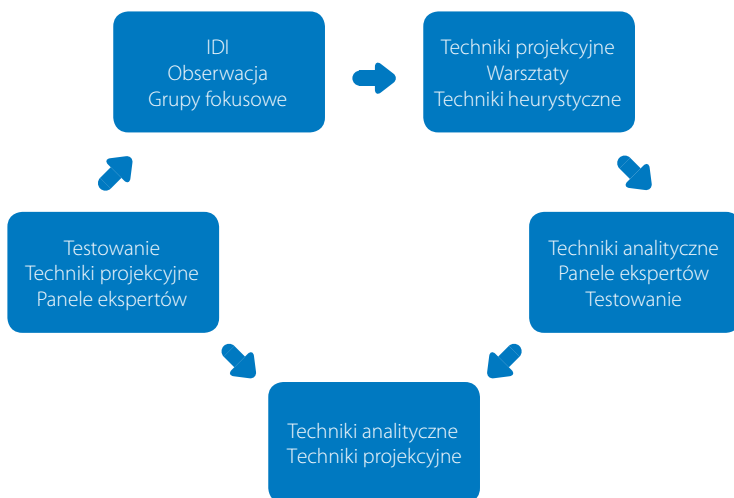 IDI
Obserwacja
Grupy fokusowe
Techniki projekcyjne
Warsztaty
Techniki heurystyczne
Testowanie
Techniki projekcyjne
Panele ekspertów
Techniki analityczne
Panele ekspertów
Testowanie
Techniki analityczne
Techniki projekcyjne